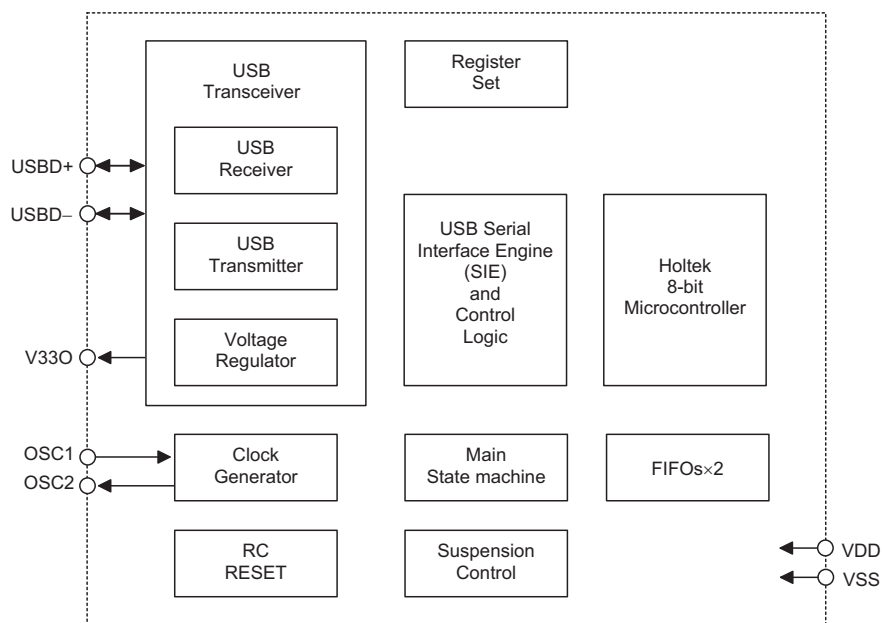 USB
Transceiver
Register
Set
USBD+
USB
Receiver
USBD−
USB
Transmitter
USB Serial
Interface Engine
(SIE)
and
Control
Logic
Holtek
8-bit
Microcontroller
V33O
Voltage
Regulator
OSC1
OSC2
Clock
Generator
Main
State machine
FIFOs×2
RC
RESET
Suspension
Control
VDD
VSS